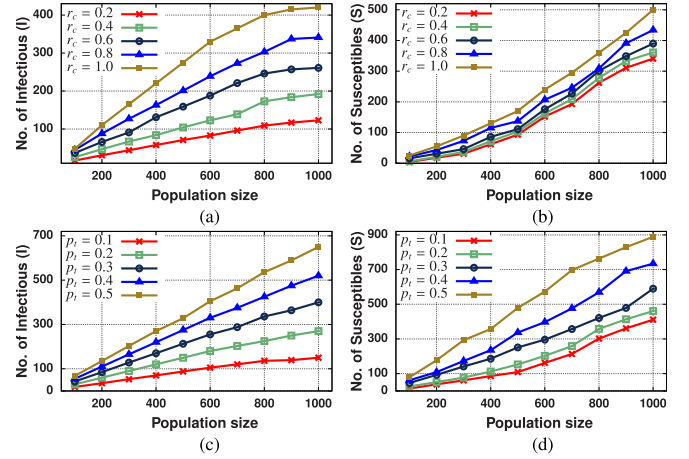 400
300
200
100
No. of Infectious (I)
r_c = 0.2
r_c = 0.4
r_c = 0.6
r_c = 0.8
r_c = 1.0
200 400 600 800 1000
Population size
(a)
500
400
300
200
100
0
No. of Susceptibles (S)
r_c = 0.2
r_c = 0.4
r_c = 0.6
r_c = 0.8
r_c = 1.0
200 400 600 800 1000
Population size
(b)
700
500
300
100
0
No. of Infectious (I)
p_t = 0.1
p_t = 0.2
p_t = 0.3
p_t = 0.4
p_t = 0.5
200 400 600 800 1000
Population size
(c)
900
700
500
300
100
0
No. of Susceptibles (S)
p_t = 0.1
p_t = 0.2
p_t = 0.3
p_t = 0.4
p_t = 0.5
200 400 600 800 1000
Population size
(d)